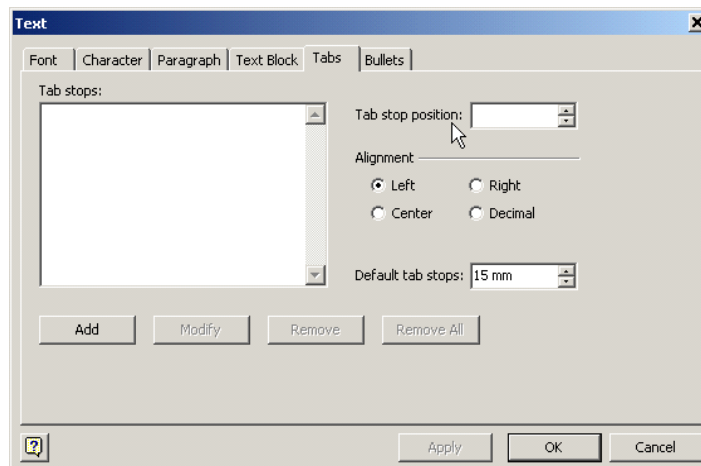 Text
Font Character Paragraph Text Block Tabs Bullets
Tab stops:
Tab stop position:
Alignment
Left Right
Center Decimal
Default tab stops: 15 mm
Add Modify Remove Remove All
Apply OK Cancel